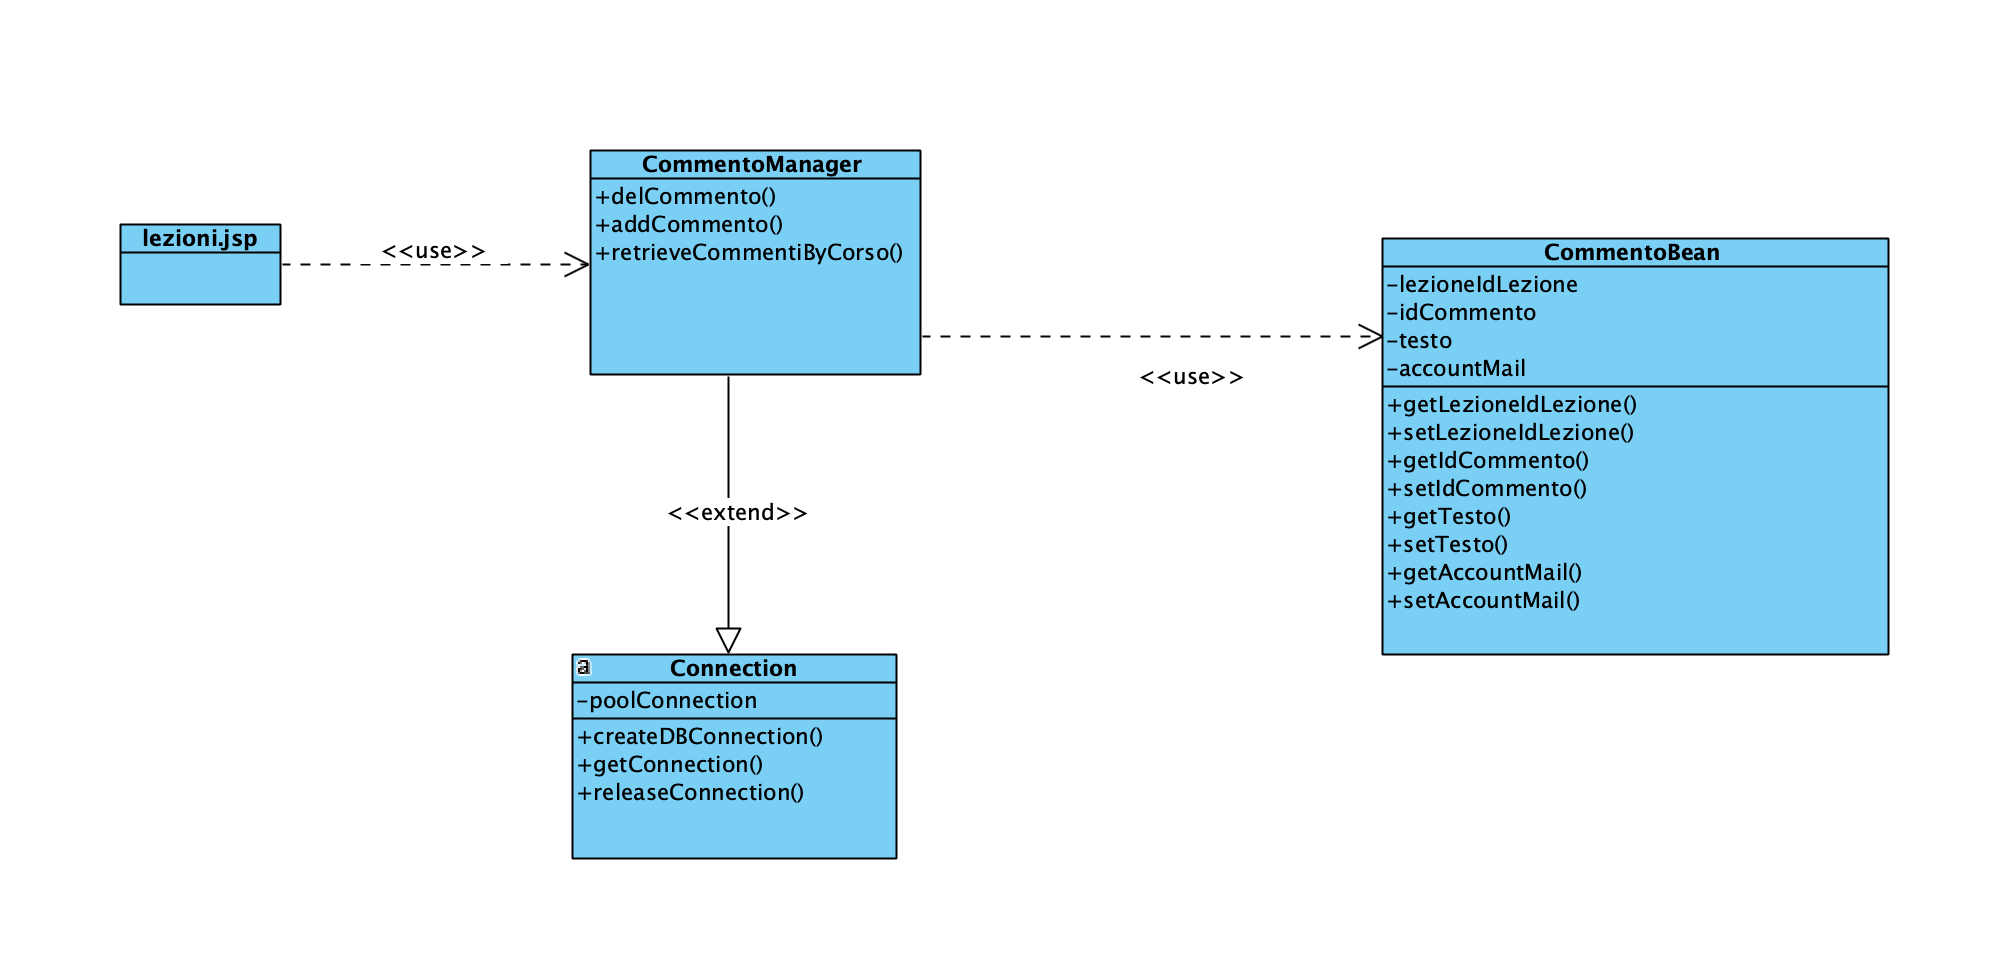 lezioni.jsp
<<use>>
CommentoManager
+delCommento()
+addCommento()
+retrieveCommentiByCorso()
<<use>>
CommentoBean
-lezioneIdLezione
-idCommento
-testo
-accountMail
+getLezioneIdLezione()
+setLezioneIdLezione()
+getIdCommento()
+setIdCommento()
+getTesto()
+setTesto()
+getAccountMail()
+setAccountMail()
<<extend>>
a Connection
-poolConnection
+createDBConnection()
+getConnection()
+releaseConnection()